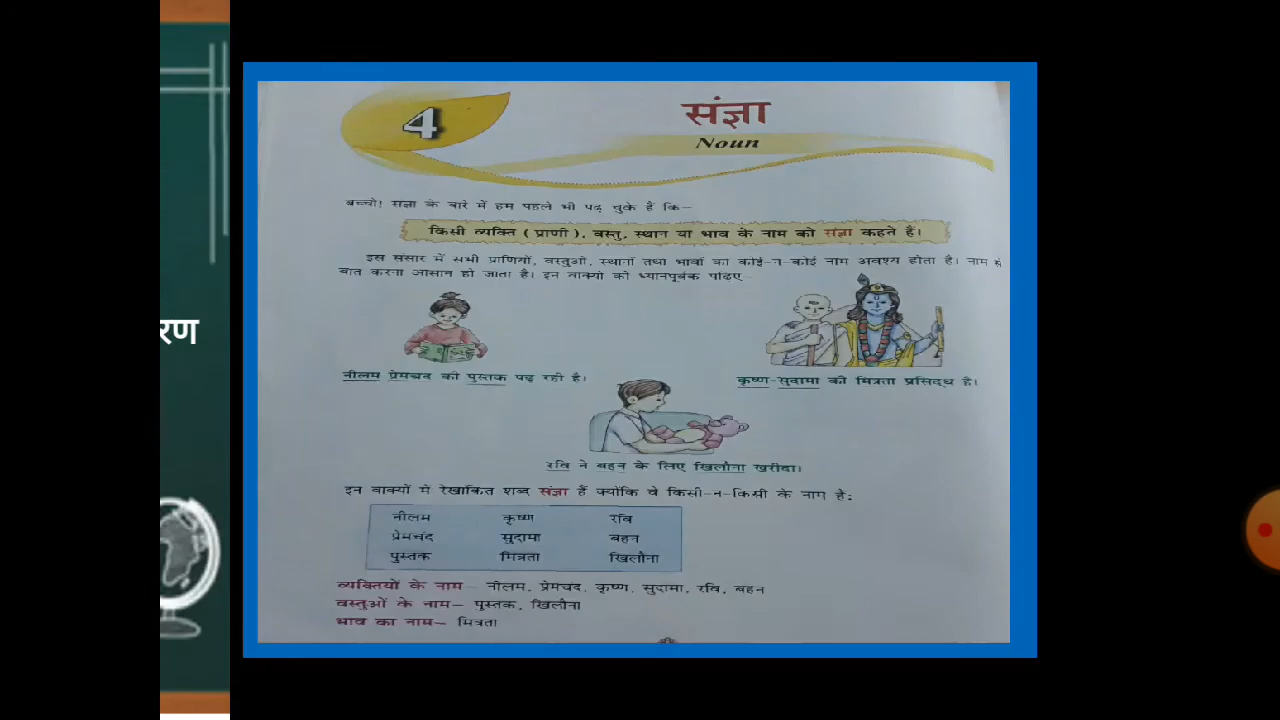 रण
4
संज्ञा
Noun
बच्चो! संज्ञा के बारे में हम पहले भी पढ़ चुके हैं कि—
किसी व्यक्ति (प्राणी), वस्तु, स्थान या भाव के नाम को संज्ञा कहते हैं।
इस संसार में सभी प्राणियों, वस्तुओं, स्थानों तथा भावों का कोई-न-कोई नाम अवश्य होता है। नाम से
बात करना आसान हो जाता है। इन वाक्यों को ध्यानपूर्वक पढ़िए—
नीलम प्रेमचंद की पुस्तक पढ़ रही है।
कृष्ण-सुदामा की मित्रता प्रसिद्ध है।
रवि ने बहन के लिए खिलौना खरीदा।
इन वाक्यों में रेखांकित शब्द संज्ञा हैं क्योंकि वे किसी-न-किसी के नाम हैं:
नीलम कृष्ण रवि
प्रेमचंद सुदामा बहन
पुस्तक मित्रता खिलौना
व्यक्तियों के नाम— नीलम, प्रेमचंद, कृष्ण, सुदामा, रवि, बहन
वस्तुओं के नाम— पुस्तक, खिलौना
भाव का नाम— मित्रता